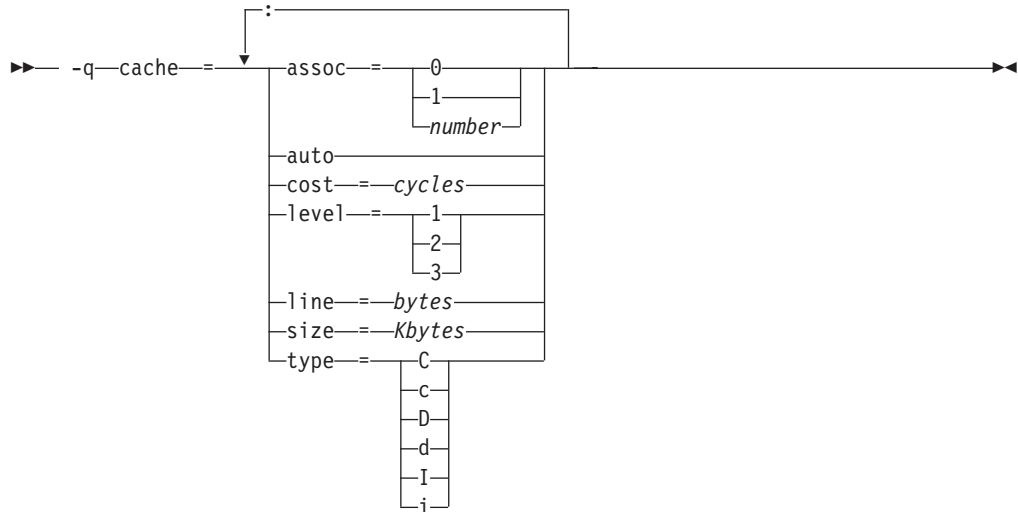 :
-q cache = assoc = 0
1
number
auto
cost = cycles
level = 1
2
3
line = bytes
size = Kbytes
type = C
c
D
d
I
i